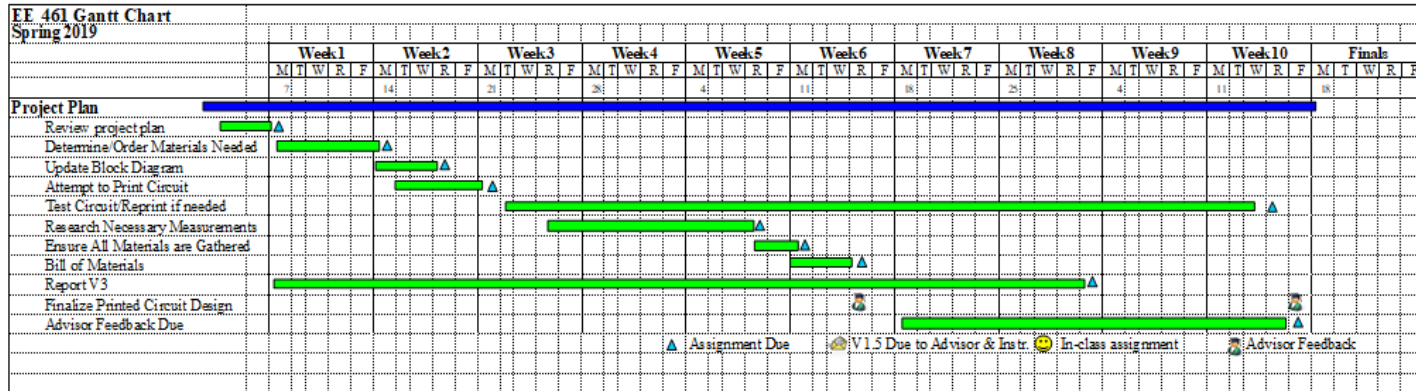 EE 461 Gantt Chart
Spring 2019
Week 1 Week 2 Week 3 Week 4 Week 5 Week 6 Week 7 Week 8 Week 9 Week 10 Finals
M T W R F M T W R F M T W R F M T W R F M T W R F M T W R F M T W R F M T W R F M T W R F M T W R F M T W R F
7 14 21 28 4 11 18 25 4 11 18
Project Plan
Review project plan
Determine/Order Materials Needed
Update Block Diagram
Attempt to Print Circuit
Test Circuit/Reprint if needed
Research Necessary Measurements
Ensure All Materials are Gathered
Bill of Materials
Report V3
Finalize Printed Circuit Design
Advisor Feedback Due
Assignment Due V1.5 Due to Advisor & Instr. In-class assignment Advisor Feedback